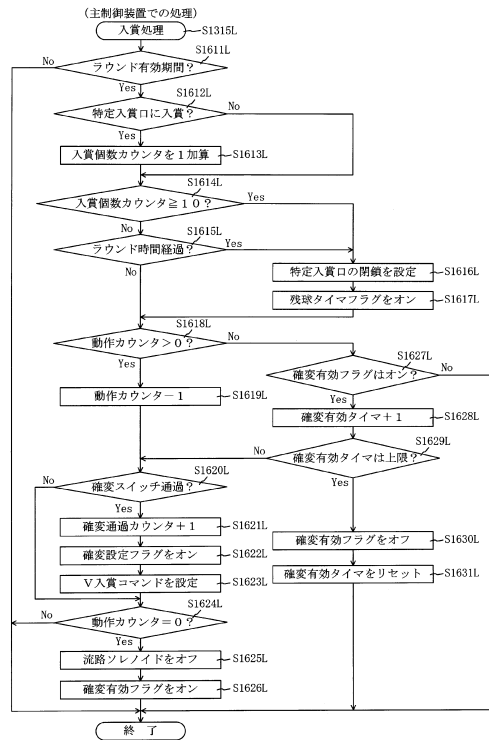 (主制御装置での処理)
入賞処理 S1315L
S1611L
ラウンド有効期間?
No
Yes
S1612L
特定入賞口に入賞?
No
Yes
入賞個数カウンタを1加算 S1613L
S1614L
入賞個数カウンタ≧10?
Yes
No
S1615L
ラウンド時間経過?
Yes
No
特定入賞口の閉鎖を設定 S1616L
残球タイマフラグをオン S1617L
S1618L
動作カウンタ>0?
No
Yes
S1627L
確変有効フラグはオン?
No
Yes
動作カウンタ-1 S1619L
確変有効タイマ+1 S1628L
S1629L
確変有効タイマは上限?
No
Yes
S1620L
確変スイッチ通過?
No
Yes
確変通過カウンタ+1 S1621L
確変設定フラグをオン S1622L
V入賞コマンドを設定 S1623L
確変有効フラグをオフ S1630L
確変有効タイマをリセット S1631L
S1624L
動作カウンタ=0?
No
Yes
流路ソレノイドをオフ S1625L
確変有効フラグをオン S1626L
終 了